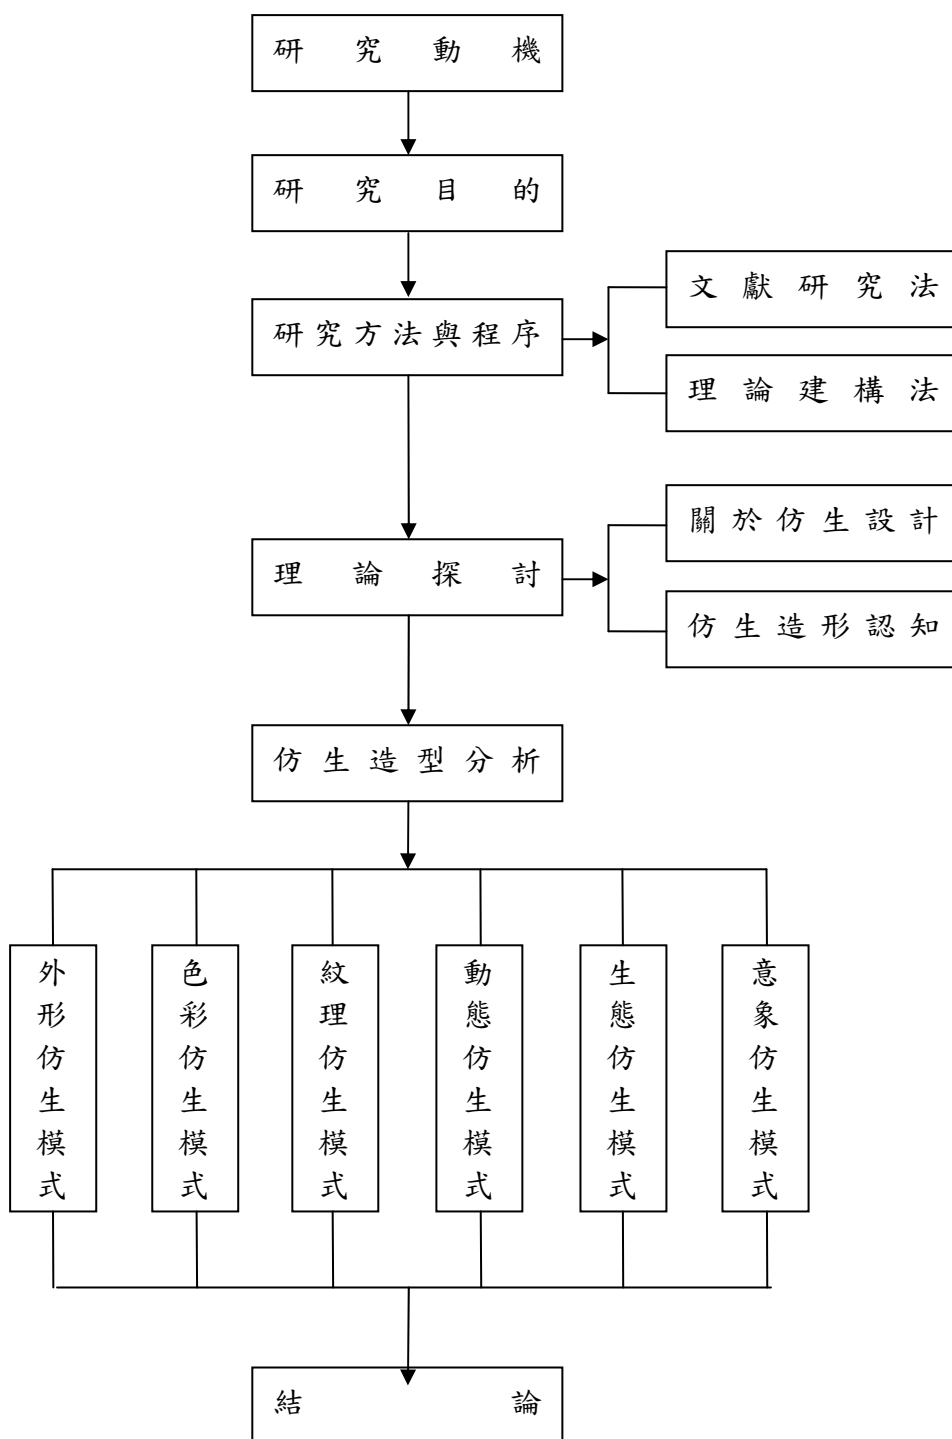 研究動機
研究目的
研究方法與程序
文獻研究法
理論建構法
理論探討
關於仿生設計
仿生造形認知
仿生造型分析
外形仿生模式
色彩仿生模式
紋理仿生模式
動態仿生模式
生態仿生模式
意象仿生模式
結論